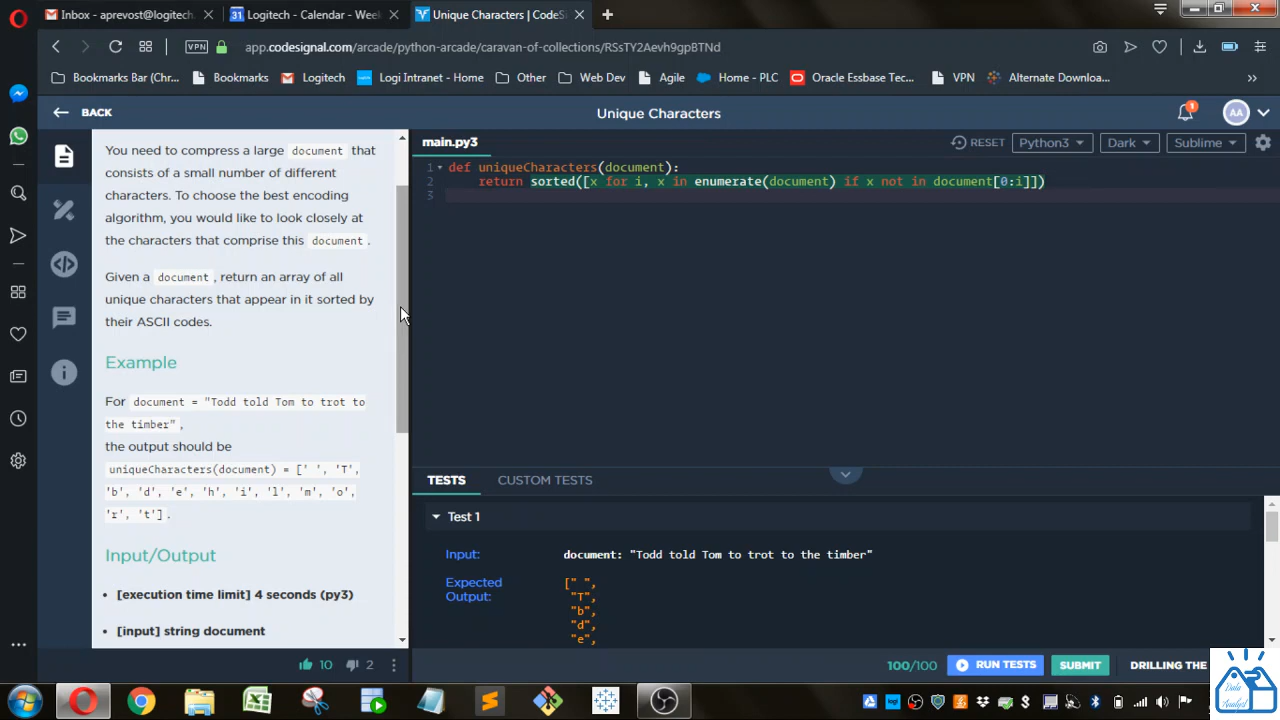 Inbox - aprevost@logitech.
31 Logitech - Calendar - Wee
Unique Characters | CodeSi
VPN
app.codesignal.com/arcade/python-arcade/caravan-of-collections/RSsTY2Aevh9gpBTNd
Bookmarks Bar (Chr...
Bookmarks
Logitech
Logi Intranet - Home
Other
Web Dev
Agile
Home - PLC
Oracle Essbase Tec...
VPN
Alternate Downloa...
BACK
Unique Characters
1
AA
You need to compress a large document that
consists of a small number of different
characters. To choose the best encoding
algorithm, you would like to look closely at
the characters that comprise this document.
Given a document, return an array of all
unique characters that appear in it sorted by
their ASCII codes.
Example
For document = "Todd told Tom to trot to
the timber",
the output should be
uniqueCharacters(document) = [' ', 'T',
'b', 'd', 'e', 'h', 'i', 'l', 'm', 'o',
'r', 't'].
Input/Output
• [execution time limit] 4 seconds (py3)
• [input] string document
10
2
main.py3
RESET
Python3
Dark
Sublime
1 def uniqueCharacters(document):
2 return sorted([x for i, x in enumerate(document) if x not in document[0:i]])
3
TESTS
CUSTOM TESTS
Test 1
Input:
document: "Todd told Tom to trot to the timber"
Expected
Output:
[" ",
"T",
"b",
"d",
"e",
100/100
RUN TESTS
SUBMIT
DRILLING THE
Data
Analyst